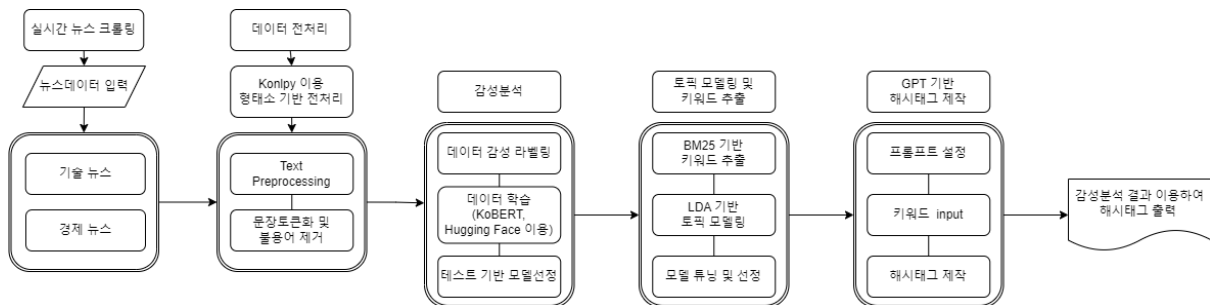 실시간 뉴스 크롤링
뉴스데이터 입력
기술 뉴스
경제 뉴스
데이터 전처리
Konlpy 이용
형태소 기반 전처리
Text
Preprocessing
문장토큰화 및
불용어 제거
감성분석
데이터 감성 라벨링
데이터 학습
(KoBERT,
Hugging Face 이용)
테스트 기반 모델선정
토픽 모델링 및
키워드 추출
BM25 기반
키워드 추출
LDA 기반
토픽 모델링
모델 튜닝 및 선정
GPT 기반
해시태그 제작
프롬프트 설정
키워드 input
해시태그 제작
감성분석 결과 이용하여
해시태그 출력